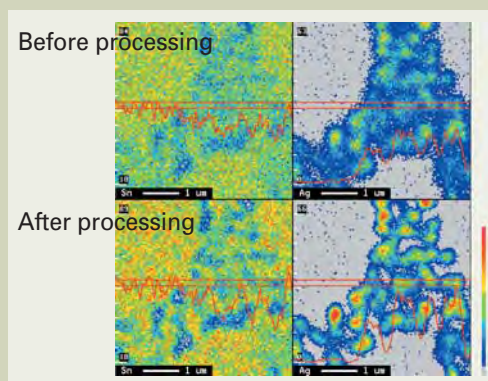 Before processing
Sn 1 um
Ag 1 um
After processing
Sn 1 um
Ag 1 um